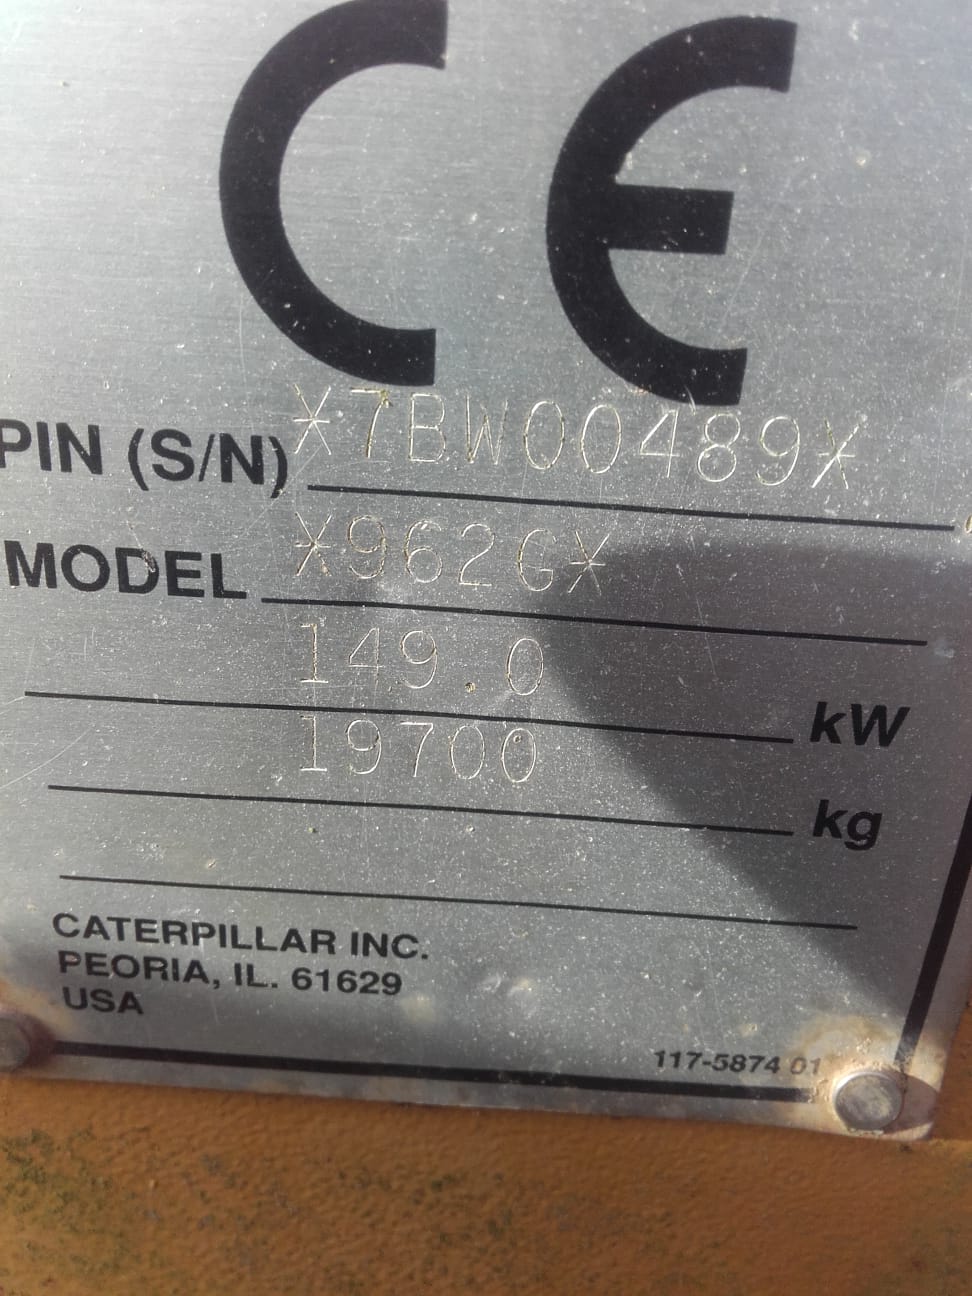 CE
PIN (S/N) *7BW00489*
MODEL *962G*
149.0 kW
19700 kg
CATERPILLAR INC.
PEORIA, IL. 61629
USA
117-5874 01